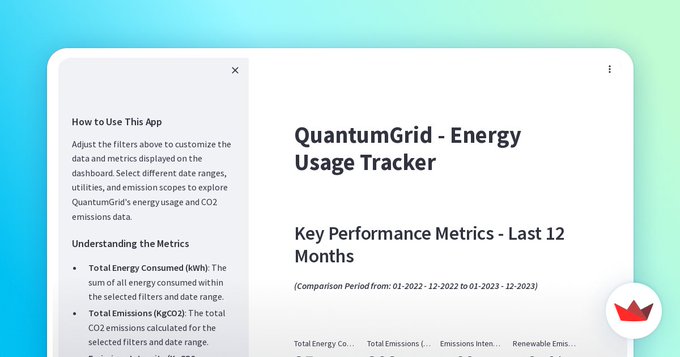 How to Use This App
Adjust the filters above to customize the
data and metrics displayed on the
dashboard. Select different date ranges,
utilities, and emission scopes to explore
QuantumGrid's energy usage and CO2
emissions data.
Understanding the Metrics
• Total Energy Consumed (kWh): The
sum of all energy consumed within
the selected filters and date range.
• Total Emissions (KgCO2): The total
CO2 emissions calculated for the
selected filters and date range.
QuantumGrid - Energy
Usage Tracker
Key Performance Metrics - Last 12
Months
(Comparison Period from: 01-2022 - 12-2022 to 01-2023 - 12-2023)
Total Energy Co... Total Emissions (... Emissions Inten... Renewable Emis...